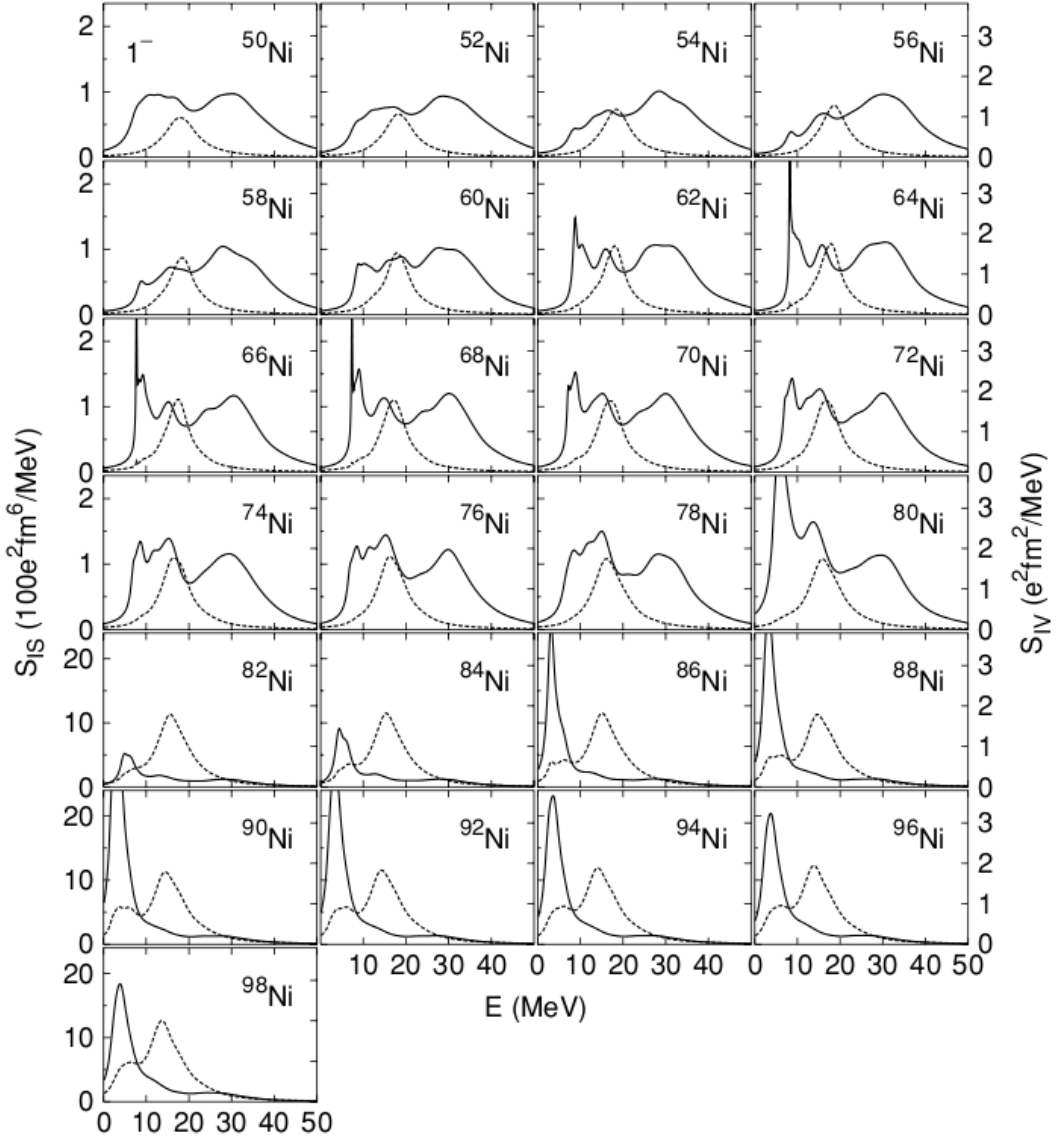 2 1⁻ ⁵⁰Ni ⁵²Ni ⁵⁴Ni ⁵⁶Ni 3
1 2
1
0 0
2 ⁵⁸Ni ⁶⁰Ni ⁶²Ni ⁶⁴Ni 3
1 2
1
0 0
2 ⁶⁶Ni ⁶⁸Ni ⁷⁰Ni ⁷²Ni 3
1 2
1
0 0
S_IS (100e²fm⁶/MeV)
S_IV (e²fm²/MeV)
2 ⁷⁴Ni ⁷⁶Ni ⁷⁸Ni ⁸⁰Ni 3
1 2
1
0 0
20 ⁸²Ni ⁸⁴Ni ⁸⁶Ni ⁸⁸Ni 3
10 2
1
0 0
20 ⁹⁰Ni ⁹²Ni ⁹⁴Ni ⁹⁶Ni 3
10 2
1
0 0
10 20 30 40 0 10 20 30 40 0 10 20 30 40 50
E (MeV)
20 ⁹⁸Ni
10
0
0 10 20 30 40 50